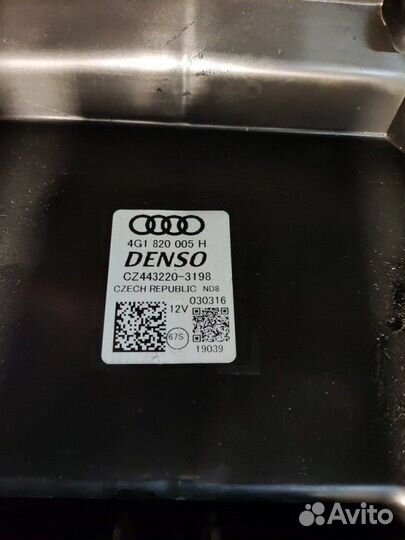 4G1 820 005 H
DENSO
CZ443220-3198
CZECH REPUBLIC ND8
12V 030316
67S
19039
Avito